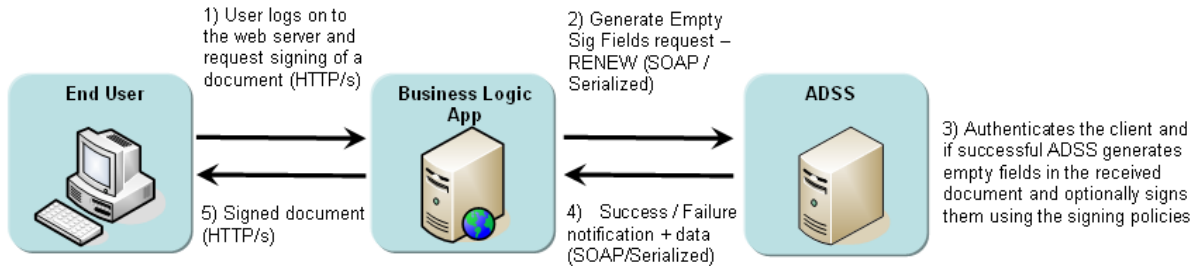 1) User logs on to
the web server and
request signing of a
document (HTTP/s)
2) Generate Empty
Sig Fields request –
RENEW (SOAP /
Serialized)
End User
Business Logic
App
ADSS
3) Authenticates the client and
if successful ADSS generates
empty fields in the received
document and optionally signs
them using the signing policies
5) Signed document
(HTTP/s)
4) Success / Failure
notification + data
(SOAP/Serialized)